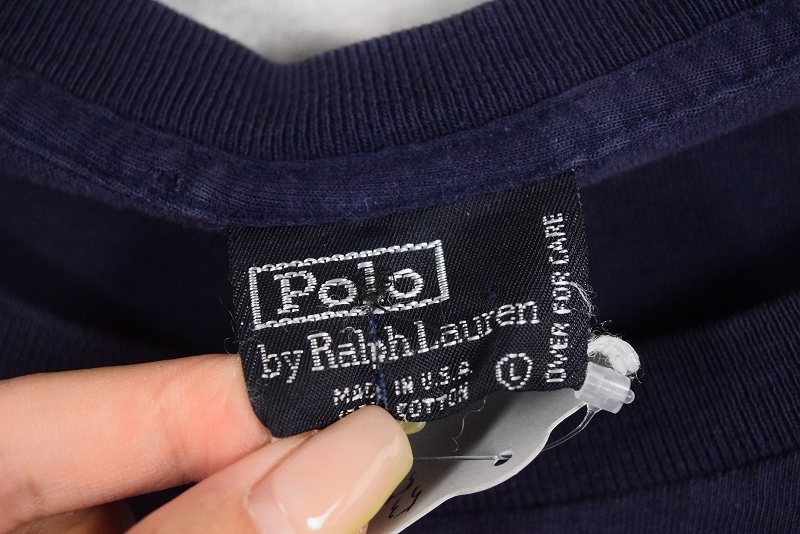 Polo
by Ralph Lauren
MADE IN U.S.A
COTTON
L
OVER FOR CARE